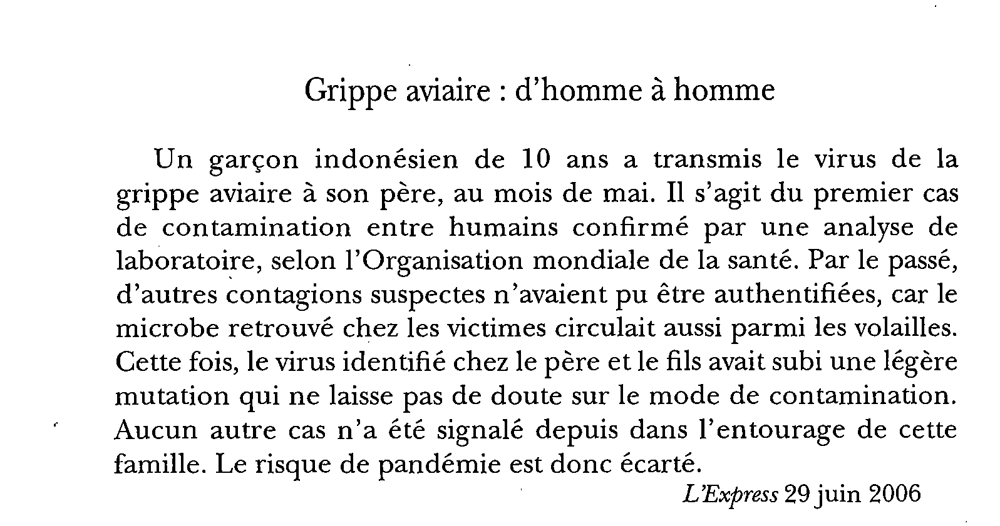 Grippe aviaire : d'homme à homme
Un garçon indonésien de 10 ans a transmis le virus de la
grippe aviaire à son père, au mois de mai. Il s'agit du premier cas
de contamination entre humains confirmé par une analyse de
laboratoire, selon l'Organisation mondiale de la santé. Par le passé,
d'autres contagions suspectes n'avaient pu être authentifiées, car le
microbe retrouvé chez les victimes circulait aussi parmi les volailles.
Cette fois, le virus identifié chez le père et le fils avait subi une légère
mutation qui ne laisse pas de doute sur le mode de contamination.
Aucun autre cas n'a été signalé depuis dans l'entourage de cette
famille. Le risque de pandémie est donc écarté.
L'Express 29 juin 2006